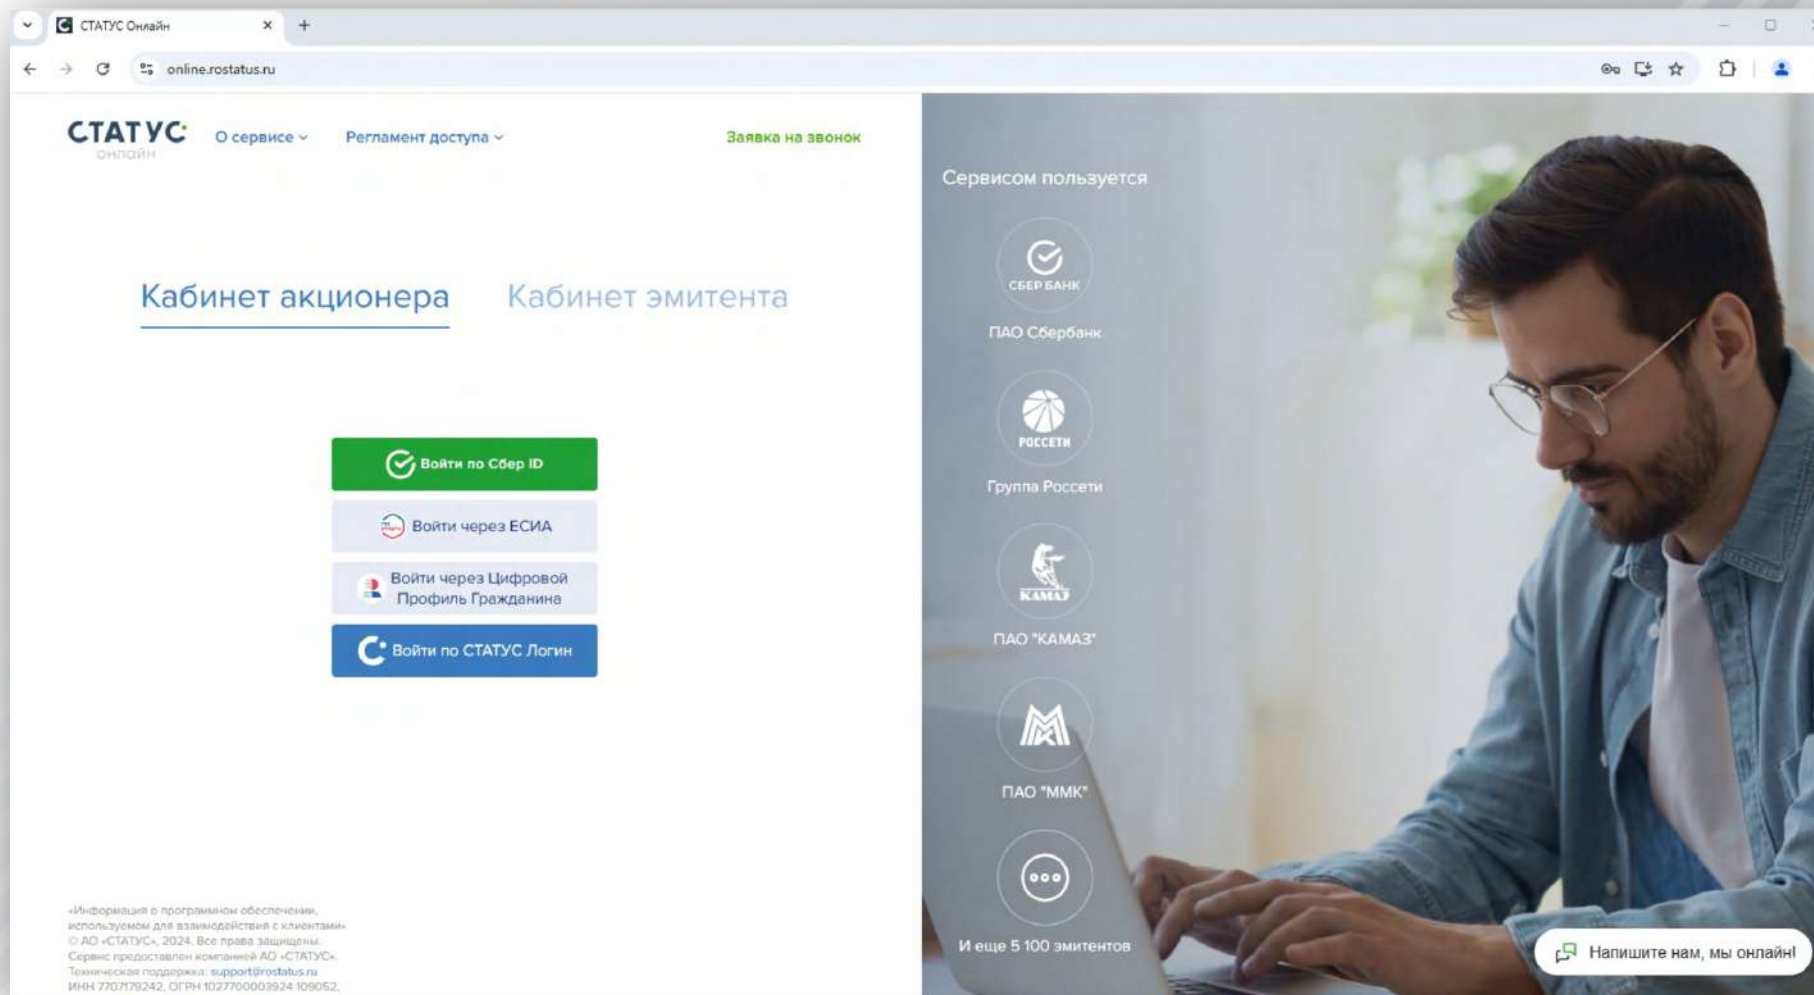 СТАТУС Онлайн
online.rostatus.ru
СТАТУС
ОНЛАЙН
О сервисе
Регламент доступа
Заявка на звонок
Кабинет акционера
Кабинет эмитента
Войти по Сбер ID
Войти через ЕСИА
Войти через Цифровой
Профиль Гражданина
Войти по СТАТУС Логин
«Информация о программном обеспечении,
используемом для взаимодействия с клиентами»
© АО «СТАТУС», 2024. Все права защищены.
Сервис предоставлен компанией АО «СТАТУС».
Техническая поддержка: support@rostatus.ru
ИНН 7707179242, ОГРН 1027700003924 109052,
Сервисом пользуется
СБЕР БАНК
ПАО Сбербанк
РОССЕТИ
Группа Россети
КАМАЗ
ПАО "КАМАЗ"
ПАО "ММК"
И еще 5 100 эмитентов
Напишите нам, мы онлайн!